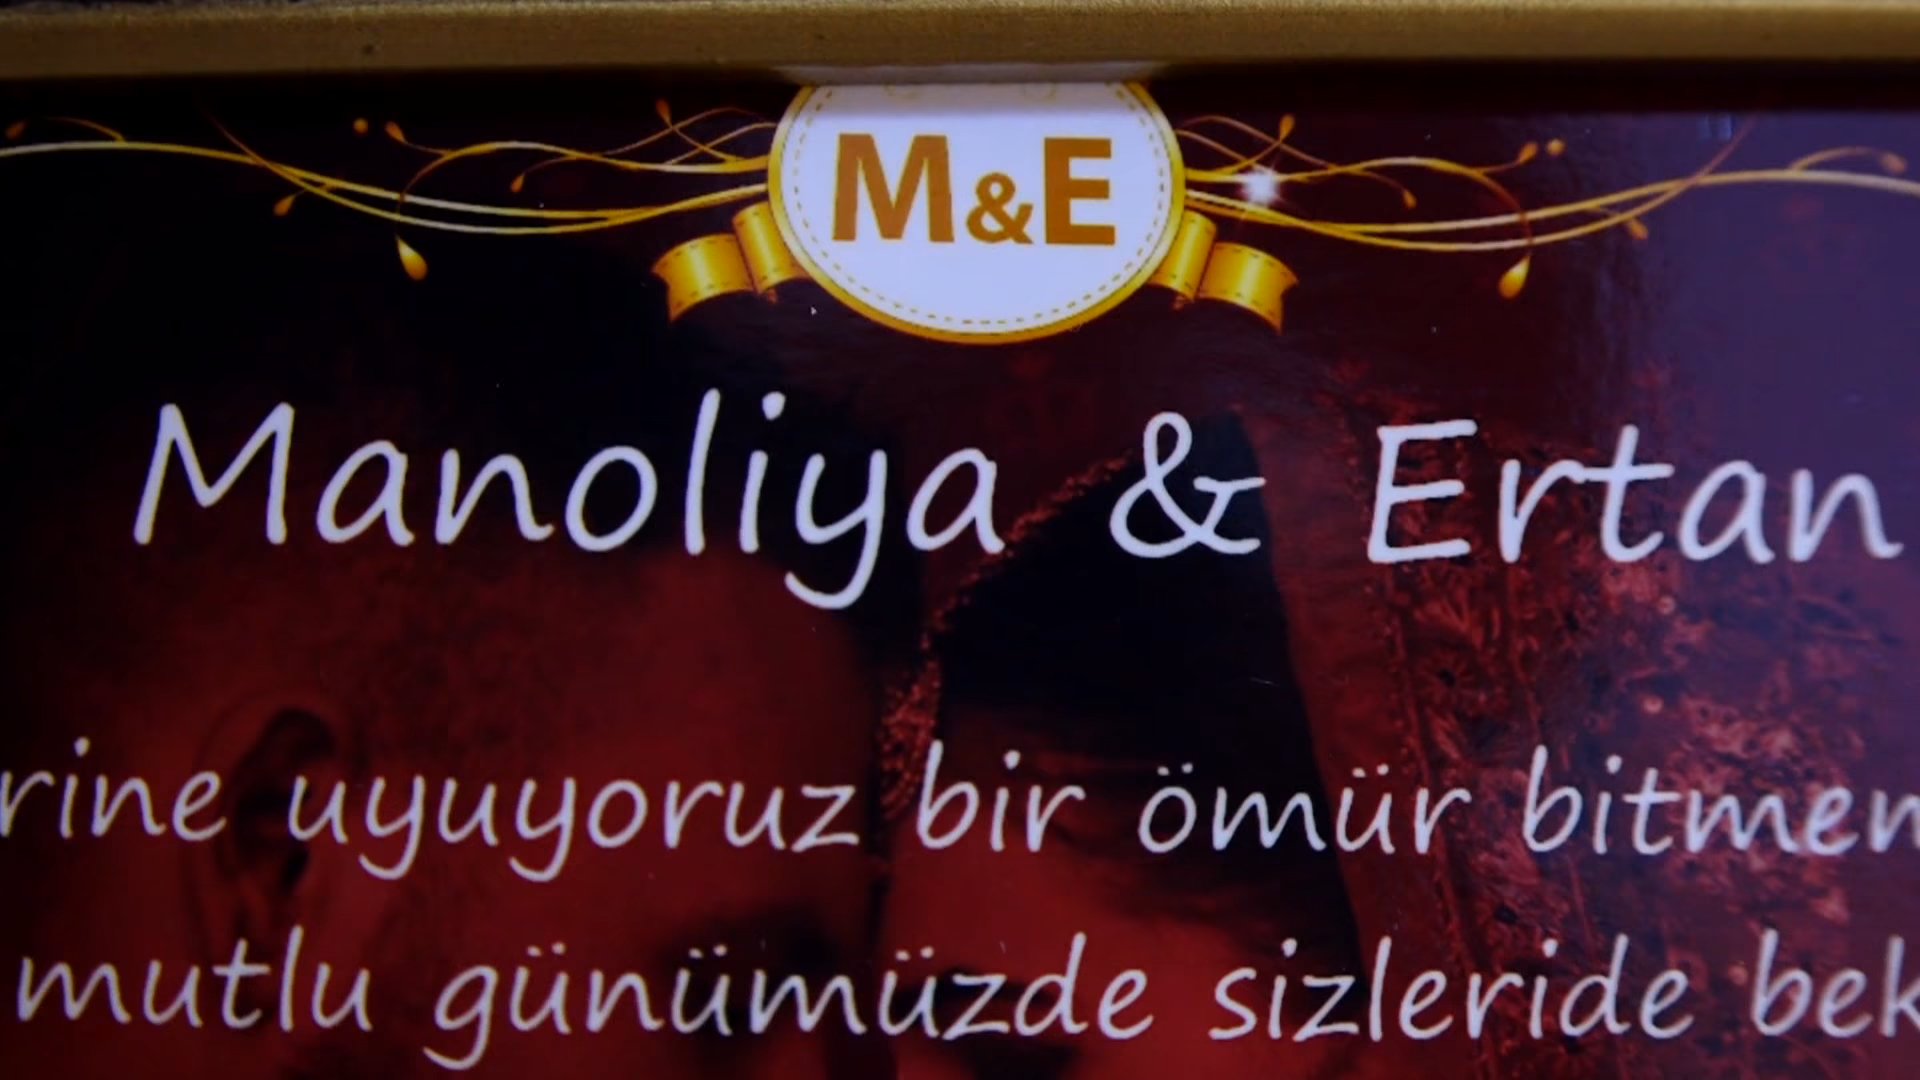 M&E
Manoliya & Ertan
rine uyuyoruz bir ömür bitmen
mutlu günümüzde sizleride bek